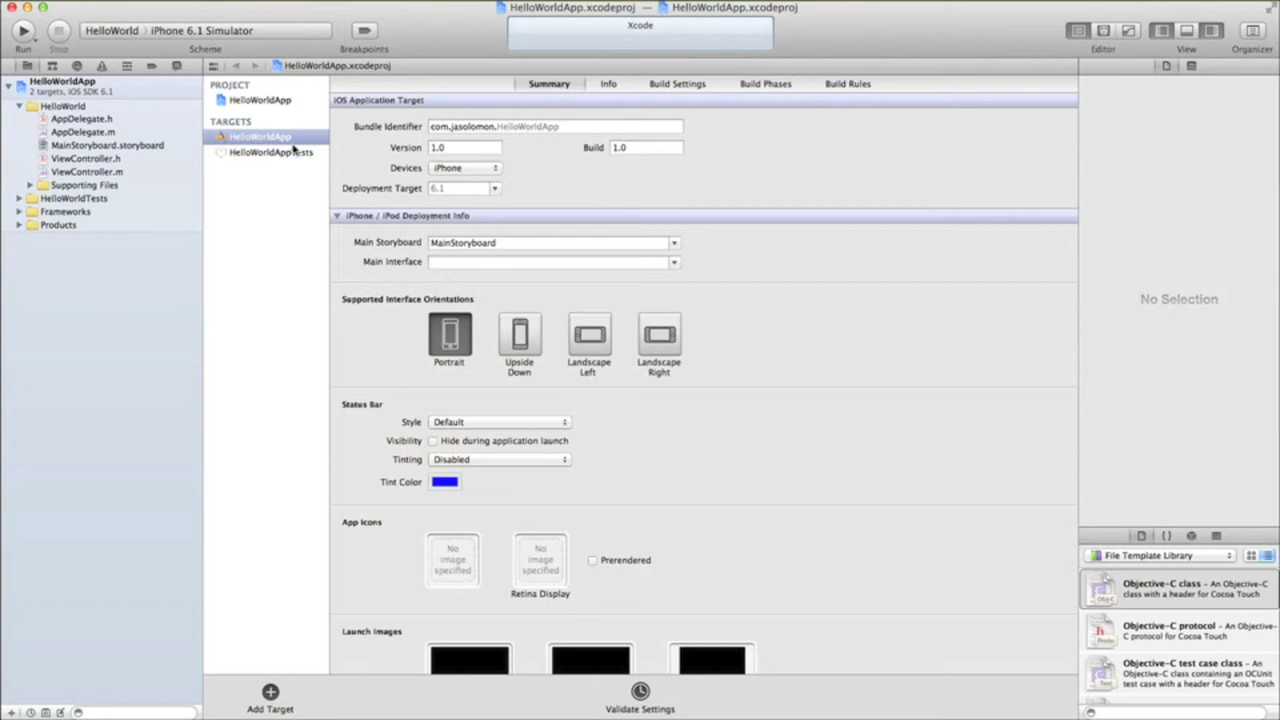 HelloWorldApp.xcodeproj — HelloWorldApp.xcodeproj
HelloWorld 〉 iPhone 6.1 Simulator
Xcode
Run
Stop
Scheme
Breakpoints
Editor
View
Organizer
HelloWorldApp
2 targets, iOS SDK 6.1
HelloWorld
AppDelegate.h
AppDelegate.m
MainStoryboard.storyboard
ViewController.h
ViewController.m
Supporting Files
HelloWorldTests
Frameworks
Products
HelloWorldApp.xcodeproj
PROJECT
HelloWorldApp
TARGETS
HelloWorldApp
HelloWorldAppTests
Summary
Info
Build Settings
Build Phases
Build Rules
iOS Application Target
Bundle Identifier com.jasolomon.HelloWorldApp
Version 1.0
Build 1.0
Devices iPhone
Deployment Target 6.1
iPhone / iPod Deployment Info
Main Storyboard MainStoryboard
Main Interface
Supported Interface Orientations
Portrait
Upside
Down
Landscape
Left
Landscape
Right
Status Bar
Style Default
Visibility Hide during application launch
Tinting Disabled
Tint Color
App Icons
No
image
specified
No
image
specified
Prerendered
Retina Display
Launch Images
Add Target
Validate Settings
No Selection
{ }
File Template Library
Obj-C
Objective-C class – An Objective-C
class with a header for Cocoa Touch
h
Proto
Objective-C protocol – An Objective-
C protocol for Cocoa Touch
Test
Objective-C test case class – An
Objective-C class containing an OCUnit
test case with a header for Cocoa Touch